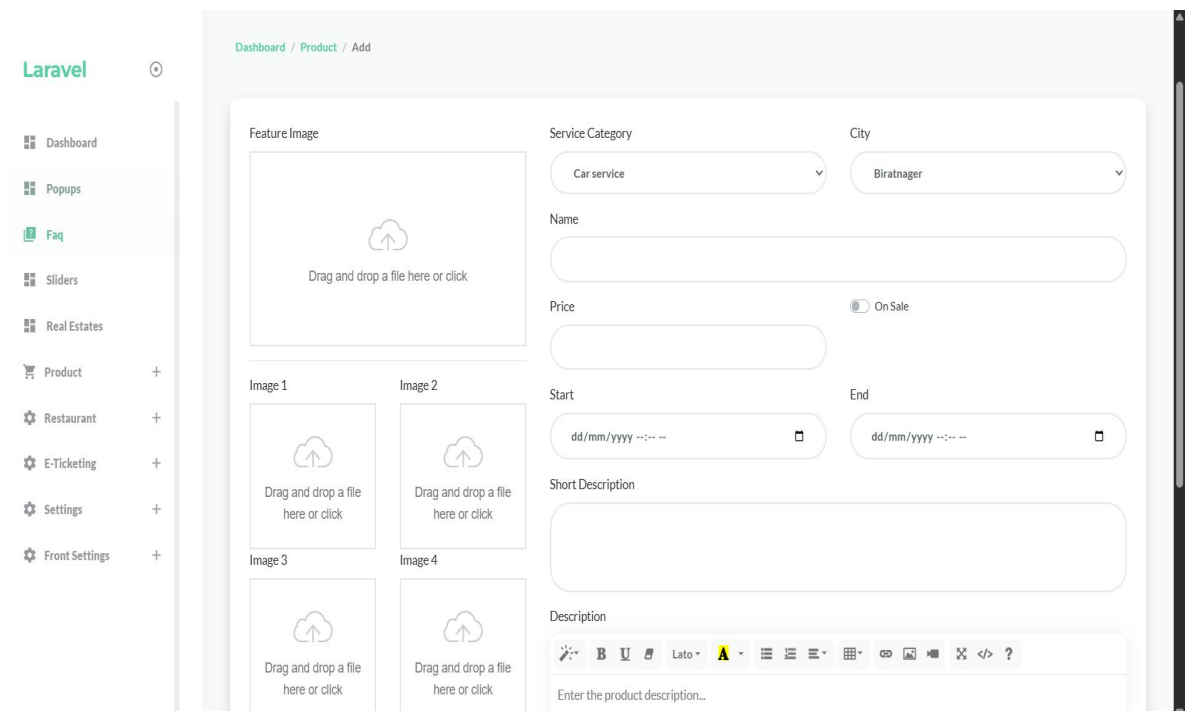 Laravel
Dashboard
Popups
Faq
Sliders
Real Estates
Product
Restaurant
E-Ticketing
Settings
Front Settings
Dashboard / Product / Add
Feature Image
Drag and drop a file here or click
Image 1
Drag and drop a file
here or click
Image 2
Drag and drop a file
here or click
Image 3
Drag and drop a file
here or click
Image 4
Drag and drop a file
here or click
Service Category
Car service
City
Biratnager
Name
Price
On Sale
Start
dd/mm/yyyy --:-- --
End
dd/mm/yyyy --:-- --
Short Description
Description
B U Lato A </> ?
Enter the product description...